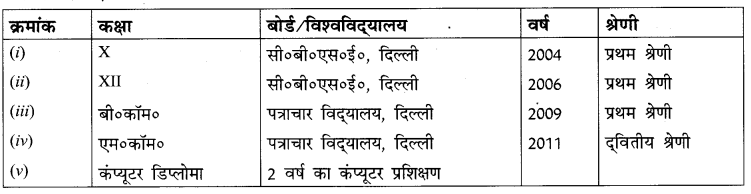 क्रमांक कक्षा बोर्ड/विश्वविद्यालय वर्ष श्रेणी
(i) X सी०बी०एस०ई०, दिल्ली 2004 प्रथम श्रेणी
(ii) XII सी०बी०एस०ई०, दिल्ली 2006 प्रथम श्रेणी
(iii) बी०कॉम० पत्राचार विद्यालय, दिल्ली 2009 प्रथम श्रेणी
(iv) एम०कॉम० पत्राचार विद्यालय, दिल्ली 2011 द्वितीय श्रेणी
(v) कंप्यूटर डिप्लोमा 2 वर्ष का कंप्यूटर प्रशिक्षण